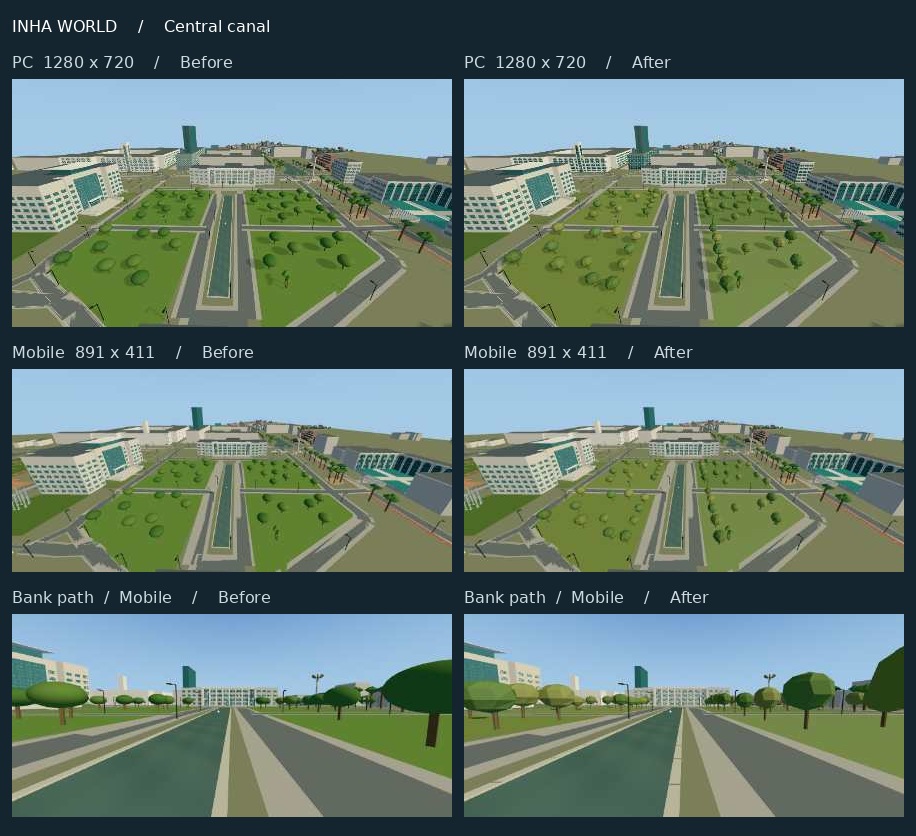 INHA WORLD / Central canal
PC 1280 x 720 / Before
PC 1280 x 720 / After
Mobile 891 x 411 / Before
Mobile 891 x 411 / After
Bank path / Mobile / Before
Bank path / Mobile / After